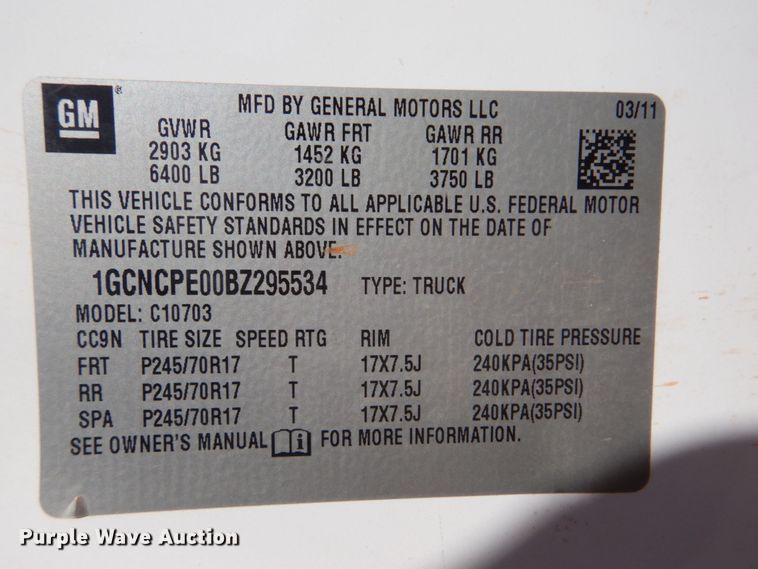 GM®
MFD BY GENERAL MOTORS LLC 03/11
GVWR GAWR FRT GAWR RR
2903 KG 1452 KG 1701 KG
6400 LB 3200 LB 3750 LB
THIS VEHICLE CONFORMS TO ALL APPLICABLE U.S. FEDERAL MOTOR
VEHICLE SAFETY STANDARDS IN EFFECT ON THE DATE OF
MANUFACTURE SHOWN ABOVE.
1GCNCPE00BZ295534 TYPE: TRUCK
MODEL: C10703
CC9N TIRE SIZE SPEED RTG RIM COLD TIRE PRESSURE
FRT P245/70R17 T 17X7.5J 240KPA(35PSI)
RR P245/70R17 T 17X7.5J 240KPA(35PSI)
SPA P245/70R17 T 17X7.5J 240KPA(35PSI)
SEE OWNER'S MANUAL i FOR MORE INFORMATION.
Purple Wave Auction